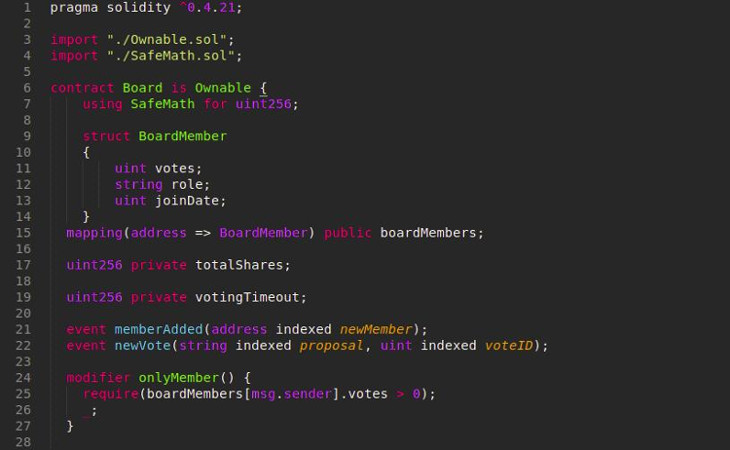 1 pragma solidity ^0.4.21;
2
3 import "./Ownable.sol";
4 import "./SafeMath.sol";
5
6 contract Board is Ownable {
7 using SafeMath for uint256;
8
9 struct BoardMember
10 {
11 uint votes;
12 string role;
13 uint joinDate;
14 }
15 mapping(address => BoardMember) public boardMembers;
16
17 uint256 private totalShares;
18
19 uint256 private votingTimeout;
20
21 event memberAdded(address indexed newMember);
22 event newVote(string indexed proposal, uint indexed voteID);
23
24 modifier onlyMember() {
25 require(boardMembers[msg.sender].votes > 0);
26 _;
27 }
28